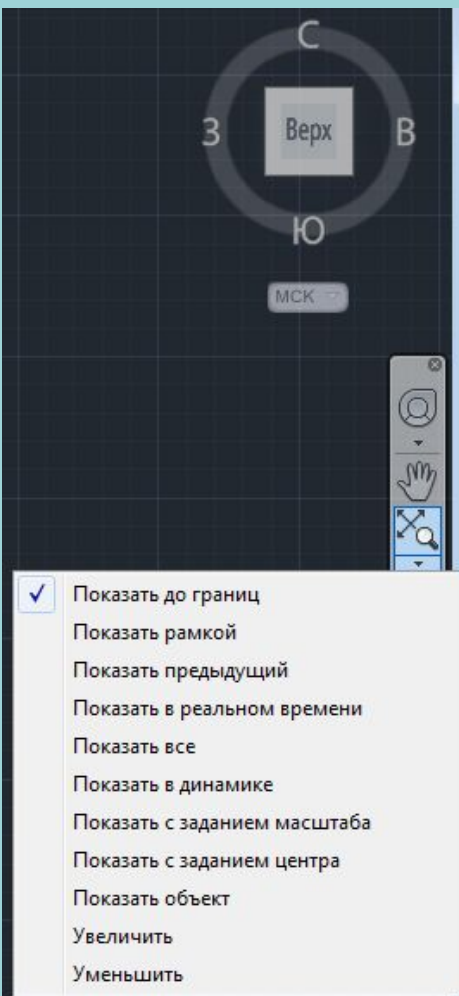 С
З
Верх
В
Ю
МСК
Показать до границ
Показать рамкой
Показать предыдущий
Показать в реальном времени
Показать все
Показать в динамике
Показать с заданием масштаба
Показать с заданием центра
Показать объект
Увеличить
Уменьшить